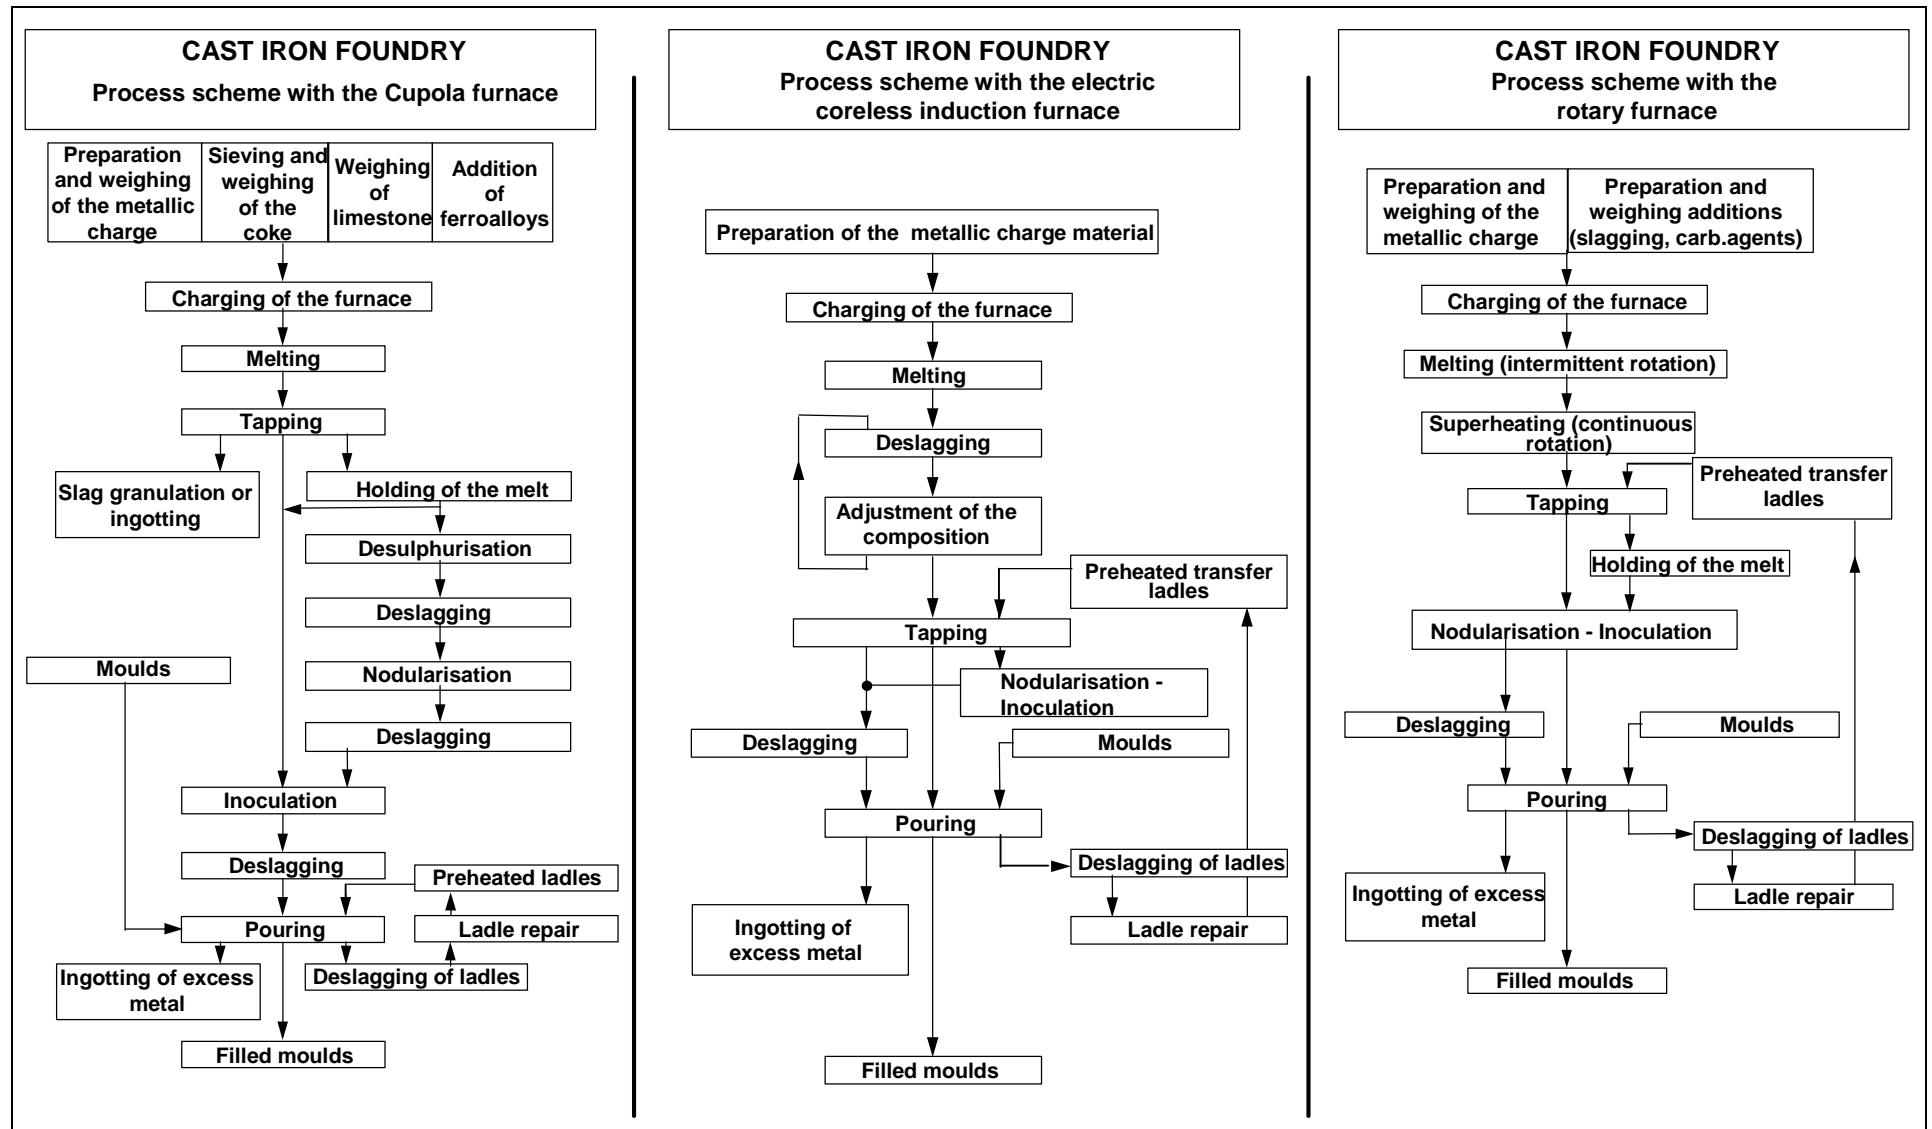 CAST IRON FOUNDRY
Process scheme with the Cupola furnace
Preparation
and weighing
of the metallic
charge
Sieving and
weighing
of the
coke
Weighing
of
limestone
Addition
of
ferroalloys
Charging of the furnace
Melting
Tapping
Slag granulation or
ingotting
Holding of the melt
Desulphurisation
Deslagging
Nodularisation
Moulds
Deslagging
Inoculation
Deslagging
Preheated ladles
Ladle repair
Pouring
Ingotting of excess
metal
Deslagging of ladles
Filled moulds
CAST IRON FOUNDRY
Process scheme with the electric
coreless induction furnace
Preparation of the metallic charge material
Charging of the furnace
Melting
Deslagging
Adjustment of the
composition
Preheated transfer
ladles
Tapping
Nodularisation -
Inoculation
Deslagging
Moulds
Pouring
Deslagging of ladles
Ladle repair
Ingotting of
excess metal
Filled moulds
CAST IRON FOUNDRY
Process scheme with the
rotary furnace
Preparation and
weighing of the
metallic charge
Preparation and
weighing additions
(slagging, carb.agents)
Charging of the furnace
Melting (intermittent rotation)
Superheating (continuous
rotation)
Preheated transfer
ladles
Tapping
Holding of the melt
Nodularisation - Inoculation
Deslagging
Moulds
Pouring
Deslagging of ladles
Ladle repair
Ingotting of excess
metal
Filled moulds